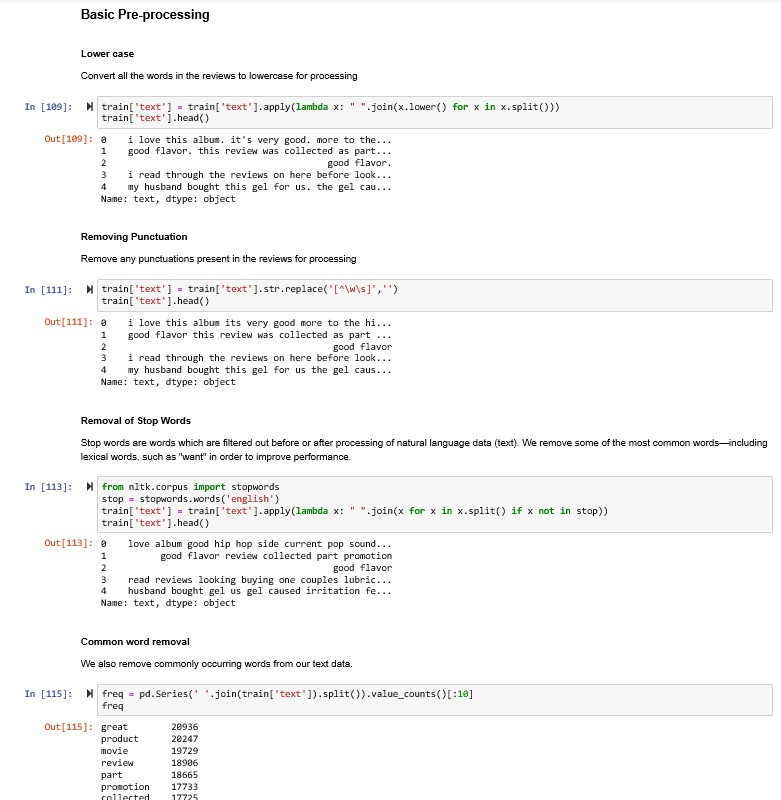 Basic Pre-processing
Lower case
Convert all the words in the reviews to lowercase for processing
In [109]: train['text'] = train['text'].apply(lambda x: " ".join(x.lower() for x in x.split()))
train['text'].head()
Out[109]: 0 i love this album. it's very good. more to the...
1 good flavor. this review was collected as part...
2 good flavor.
3 i read through the reviews on here before look...
4 my husband bought this gel for us. the gel cau...
Name: text, dtype: object
Removing Punctuation
Remove any punctuations present in the reviews for processing
In [111]: train['text'] = train['text'].str.replace('[^\w\s]','')
train['text'].head()
Out[111]: 0 i love this album its very good more to the hi...
1 good flavor this review was collected as part ...
2 good flavor
3 i read through the reviews on here before look...
4 my husband bought this gel for us the gel caus...
Name: text, dtype: object
Removal of Stop Words
Stop words are words which are filtered out before or after processing of natural language data (text). We remove some of the most common words—including
lexical words, such as "want" in order to improve performance.
In [113]: from nltk.corpus import stopwords
stop = stopwords.words('english')
train['text'] = train['text'].apply(lambda x: " ".join(x for x in x.split() if x not in stop))
train['text'].head()
Out[113]: 0 love album good hip hop side current pop sound...
1 good flavor review collected part promotion
2 good flavor
3 read reviews looking buying one couples lubric...
4 husband bought gel us gel caused irritation fe...
Name: text, dtype: object
Common word removal
We also remove commonly occurring words from our text data.
In [115]: freq = pd.Series(' '.join(train['text']).split()).value_counts()[:10]
freq
Out[115]: great 20936
product 20247
movie 19729
review 18906
part 18665
promotion 17733
collected 17725